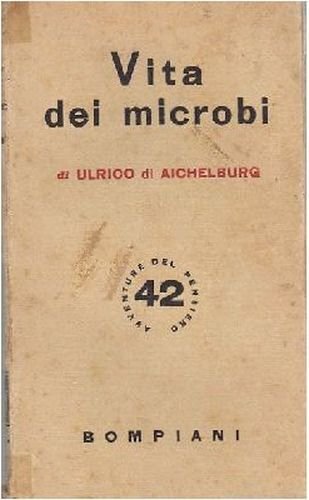 Vita
dei microbi
di ULRICO di AICHELBURG
AVVENTURE DEL PENSIERO
42
BOMPIANI